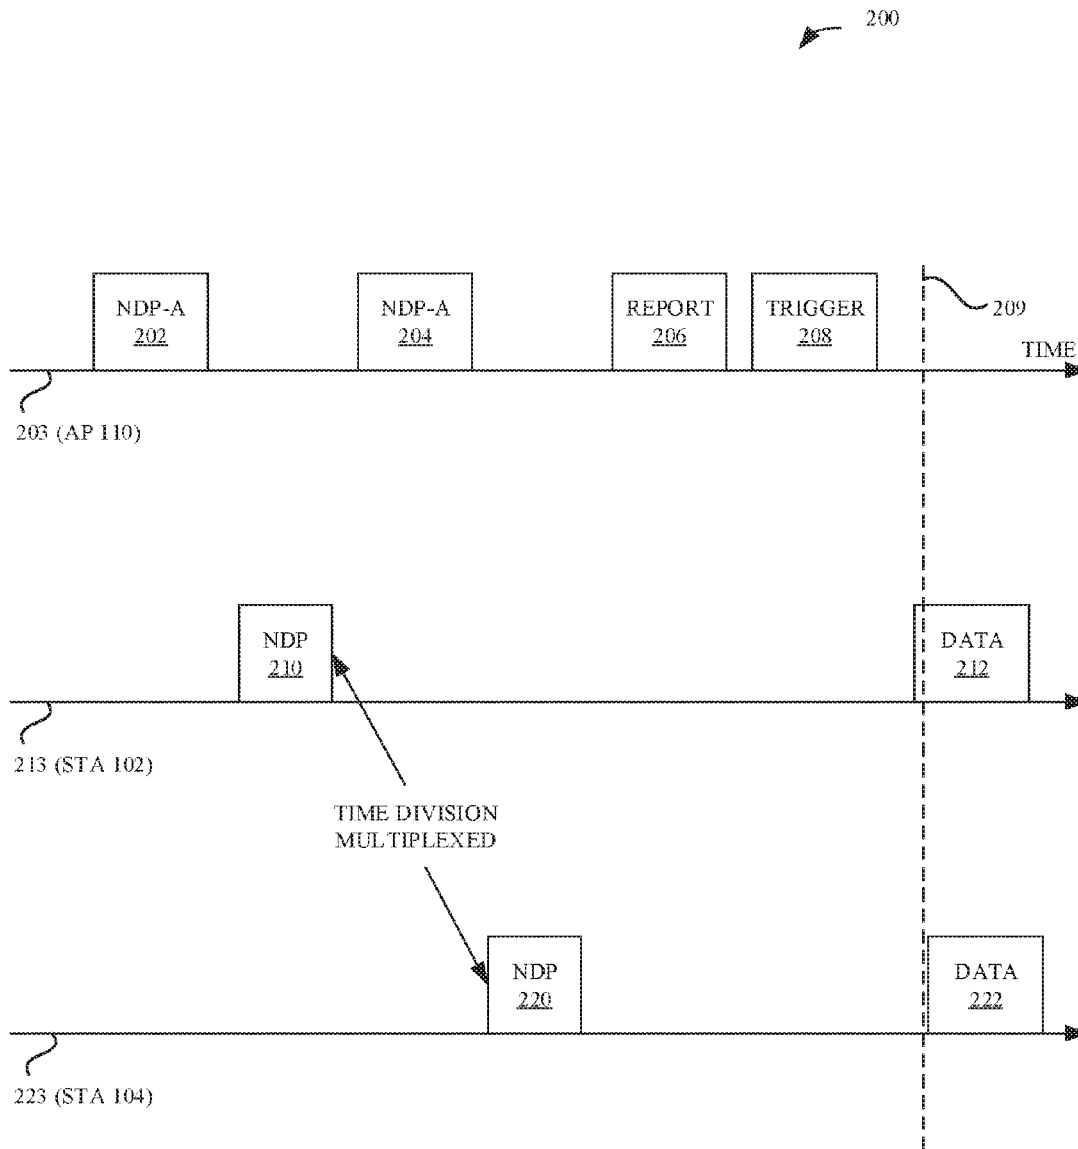 200
NDP-A
202
NDP-A
204
REPORT
206
TRIGGER
208
209
TIME
203 (AP 110)
NDP
210
DATA
212
213 (STA 102)
TIME DIVISION
MULTIPLEXED
NDP
220
DATA
222
223 (STA 104)